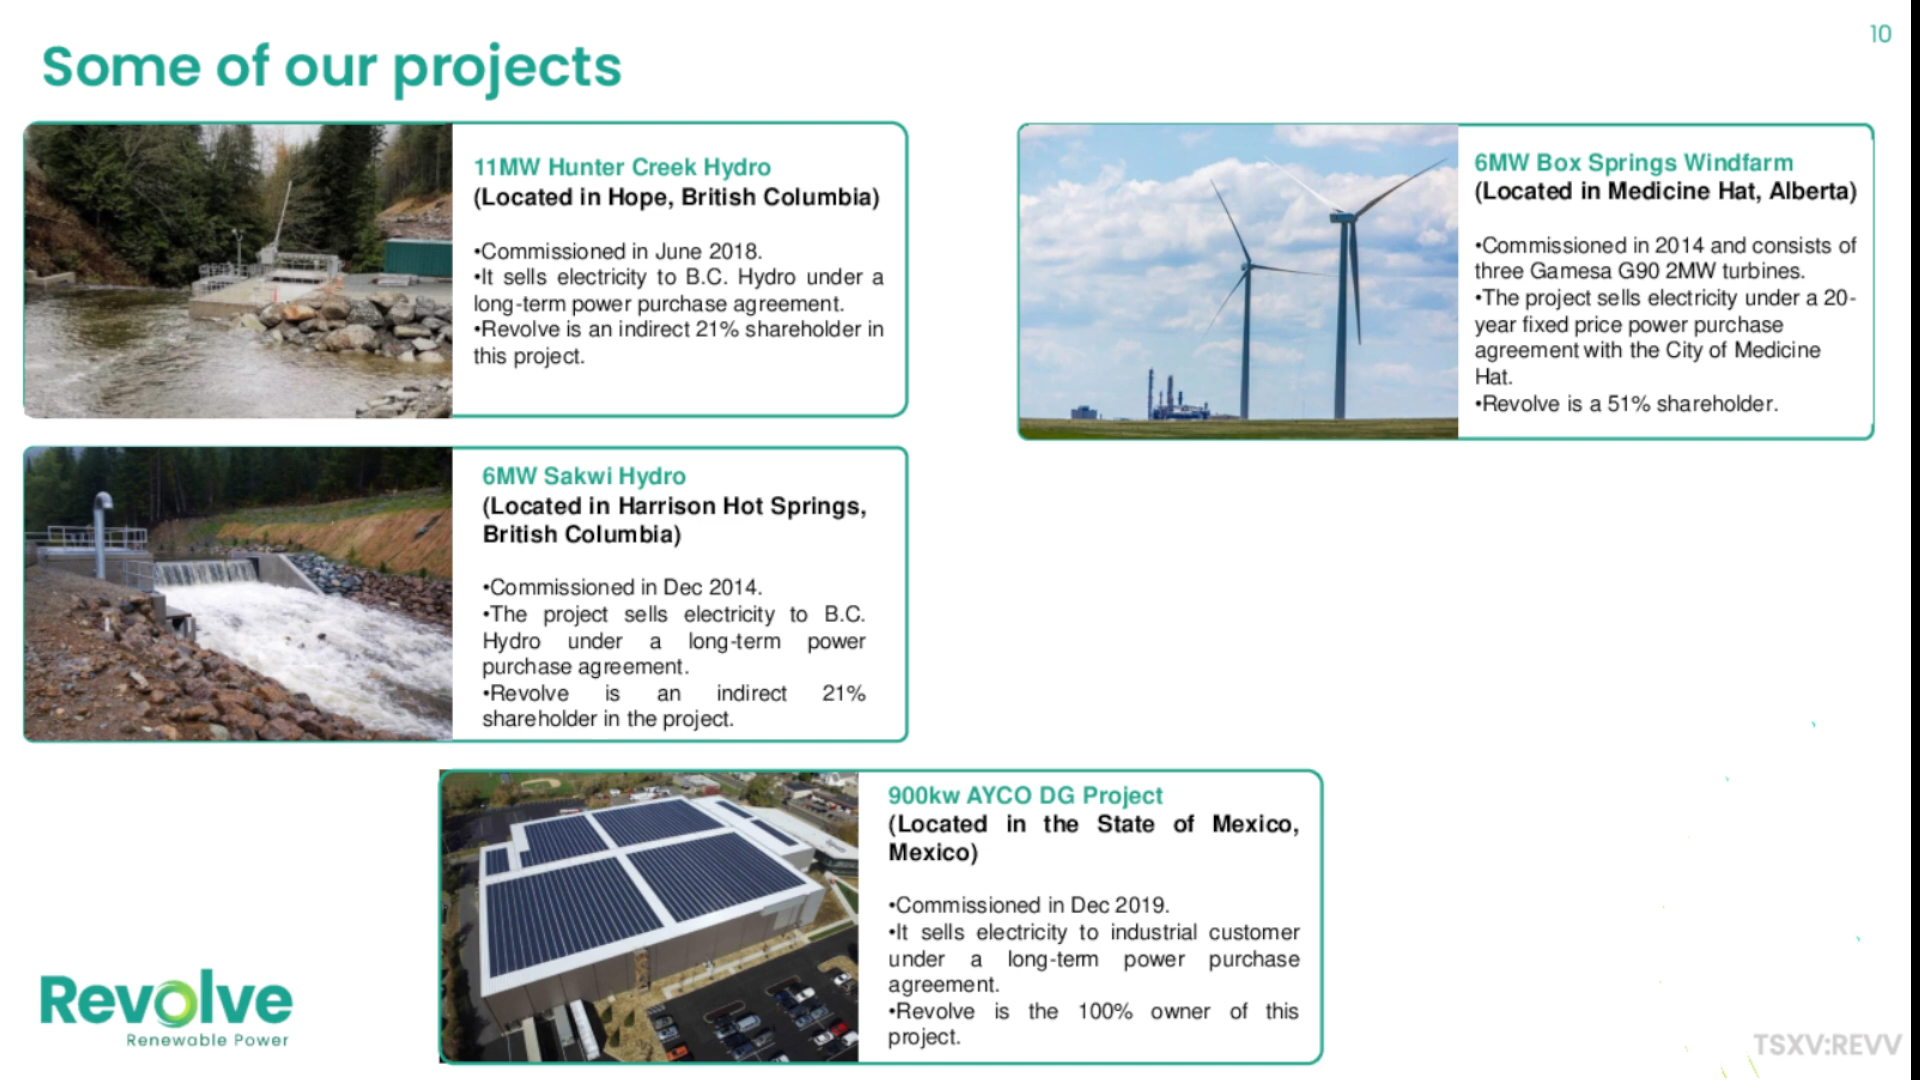 10
Some of our projects
11MW Hunter Creek Hydro
(Located in Hope, British Columbia)
•Commissioned in June 2018.
•It sells electricity to B.C. Hydro under a
long-term power purchase agreement.
•Revolve is an indirect 21% shareholder in
this project.
6MW Box Springs Windfarm
(Located in Medicine Hat, Alberta)
•Commissioned in 2014 and consists of
three Gamesa G90 2MW turbines.
•The project sells electricity under a 20-
year fixed price power purchase
agreement with the City of Medicine
Hat.
•Revolve is a 51% shareholder.
6MW Sakwi Hydro
(Located in Harrison Hot Springs,
British Columbia)
•Commissioned in Dec 2014.
•The project sells electricity to B.C.
Hydro under a long-term power
purchase agreement.
•Revolve is an indirect 21%
shareholder in the project.
900kw AYCO DG Project
(Located in the State of Mexico,
Mexico)
•Commissioned in Dec 2019.
•It sells electricity to industrial customer
under a long-term power purchase
agreement.
•Revolve is the 100% owner of this
project.
Revolve
Renewable Power
TSXV:REVV